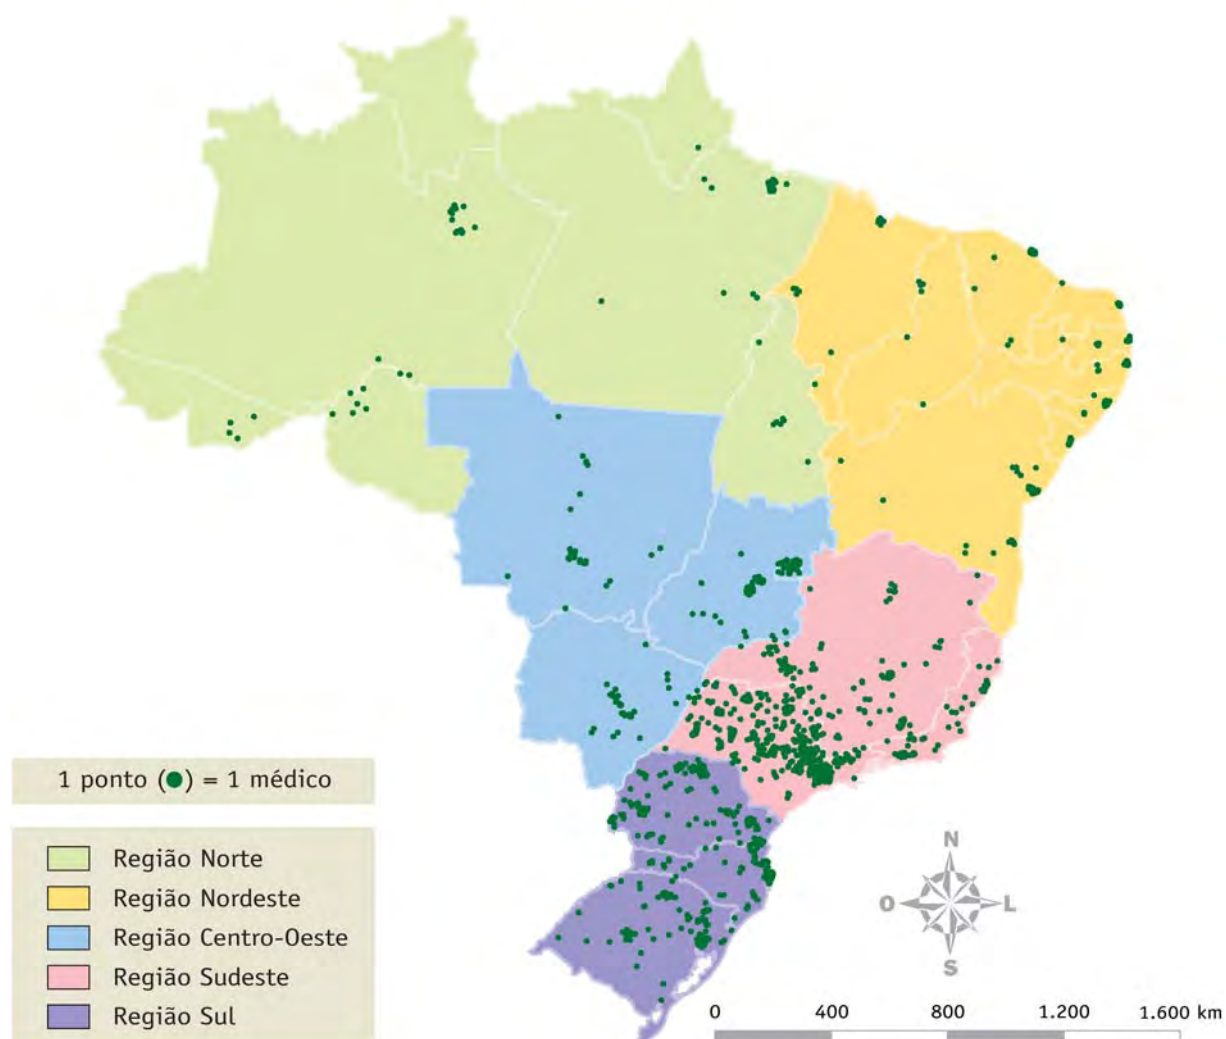 1 ponto (●) = 1 médico
Região Norte
Região Nordeste
Região Centro-Oeste
Região Sudeste
Região Sul
N
O L
S
0 400 800 1.200 1.600 km